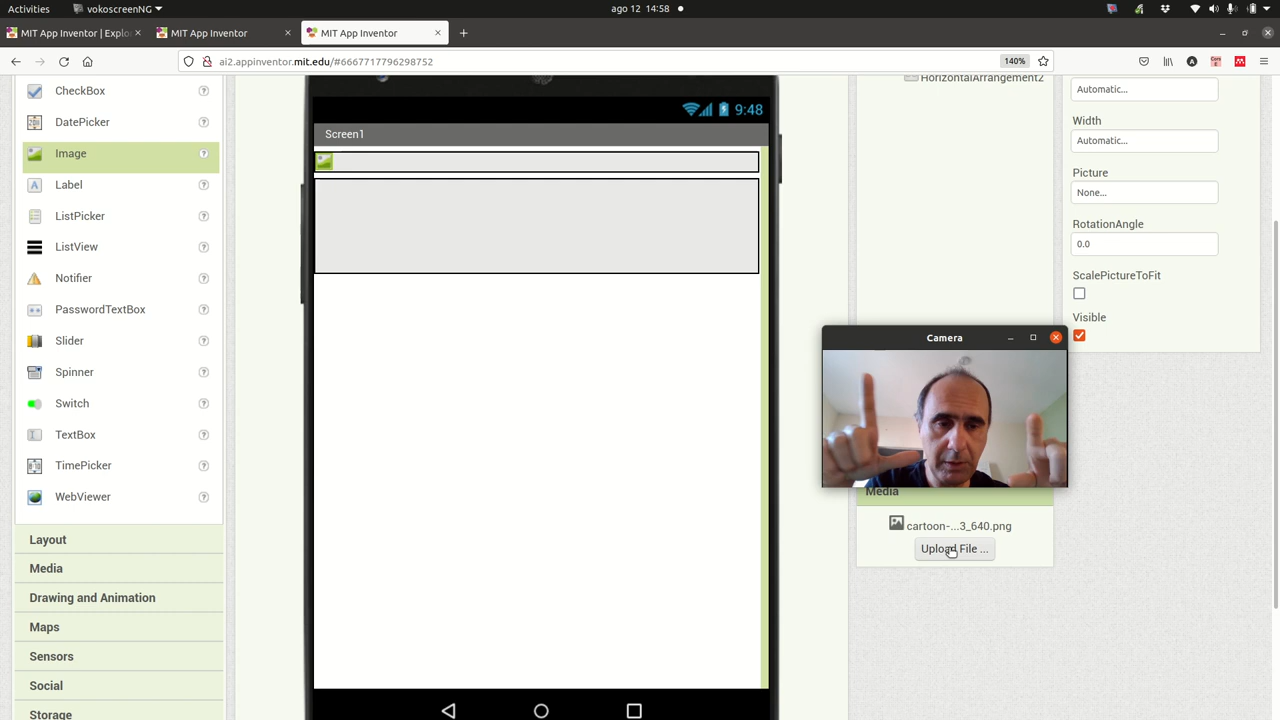 Activities
vokoscreenNG
ago 12 14:58
MIT App Inventor | Explo
MIT App Inventor
MIT App Inventor
ai2.appinventor.mit.edu/#6667717796298752
140%
CheckBox
DatePicker
Image
Label
ListPicker
ListView
Notifier
PasswordTextBox
Slider
Spinner
Switch
TextBox
TimePicker
WebViewer
Layout
Media
Drawing and Animation
Maps
Sensors
Social
Storage
9:48
Screen1
HorizontalArrangement2
Camera
Media
cartoon-...3_640.png
Upload File ...
Automatic...
Width
Automatic...
Picture
None...
RotationAngle
0.0
ScalePictureToFit
Visible